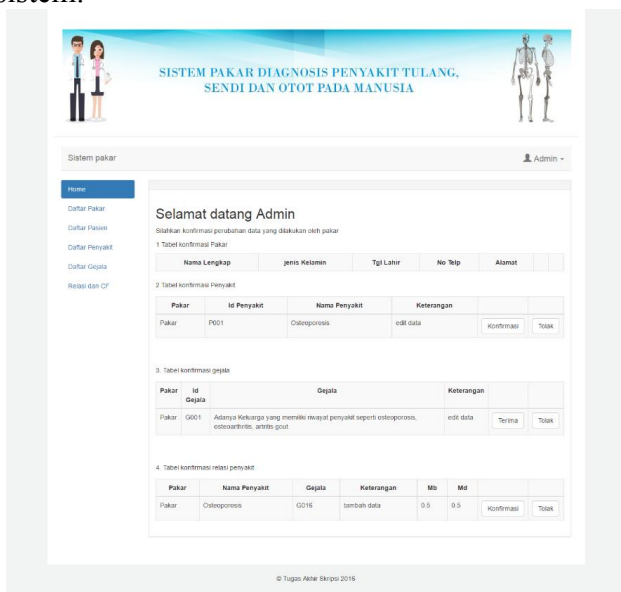 sistem.
SISTEM PAKAR DIAGNOSIS PENYAKIT TULANG,
SENDI DAN OTOT PADA MANUSIA
Sistem pakar
Admin
Home
Daftar Pakar
Daftar Pasien
Daftar Penyakit
Daftar Gejala
Relasi dan CF
Selamat datang Admin
Silahkan konfirmasi perubahan data yang dilakukan oleh pakar
1 Tabel konfirmasi Pakar
Nama Lengkap jenis Kelamin Tgl Lahir No Telp Alamat
2 Tabel konfirmasi Penyakit
Pakar Id Penyakit Nama Penyakit Keterangan
Pakar P001 Osteoporosis edit data Konfirmasi Tolak
3. Tabel konfirmasi gejala
Pakar Id Gejala Gejala Keterangan
Pakar G001 Adanya Keluarga yang memiliki riwayat penyakit seperti osteoporosis, edit data Terima Tolak
osteoarthritis, artritis gout
4. Tabel konfirmasi relasi penyakit
Pakar Nama Penyakit Gejala Keterangan Mb Md
Pakar Osteoporosis G016 tambah data 0.5 0.5 Konfirmasi Tolak
© Tugas Akhir Skripsi 2016